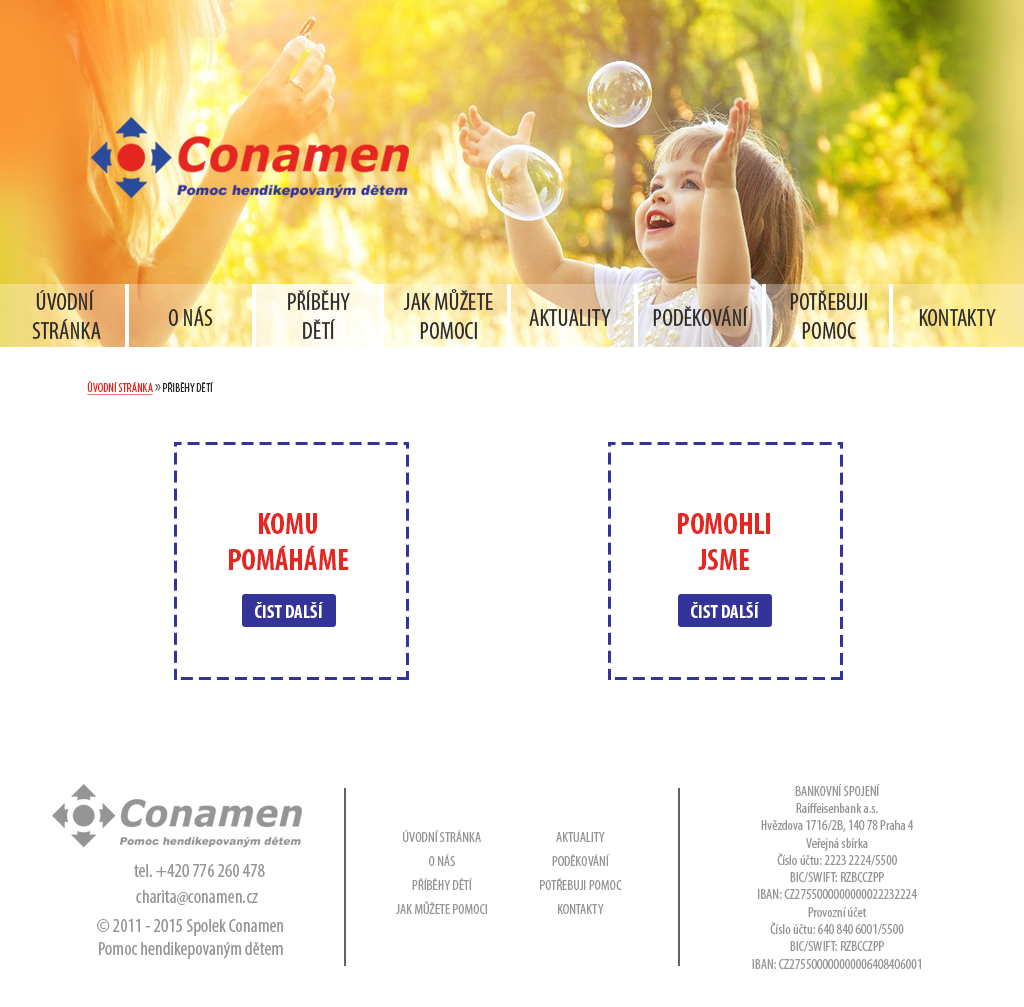 Conamen
Pomoc hendikepovaným dětem
ÚVODNÍ
STRÁNKA
O NÁS
PŘÍBĚHY
DĚTÍ
JAK MŮŽETE
POMOCI
AKTUALITY
PODĚKOVÁNÍ
POTŘEBUJI
POMOC
KONTAKTY
ÚVODNÍ STRÁNKA » PŘIBĚHY DĚTÍ
KOMU
POMÁHÁME
ČIST DALŠÍ
POMOHLI
JSME
ČIST DALŠÍ
Conamen
Pomoc hendikepovaným dětem
tel. +420 776 260 478
charita@conamen.cz
© 2011 - 2015 Spolek Conamen
Pomoc hendikepovaným dětem
ÚVODNÍ STRÁNKA
O NÁS
PŘÍBĚHY DĚTÍ
JAK MŮŽETE POMOCI
AKTUALITY
PODĚKOVÁNÍ
POTŘEBUJI POMOC
KONTAKTY
BANKOVNÍ SPOJENÍ
Raiffeisenbank a.s.
Hvězdova 1716/2B, 140 78 Praha 4
Veřejná sbírka
Číslo účtu: 2223 2224/5500
BIC/SWIFT: RZBCCZPP
IBAN: CZ2755000000000022232224
Provozní účet
Číslo účtu: 640 840 6001/5500
BIC/SWIFT: RZBCCZPP
IBAN: CZ275500000000006408406001